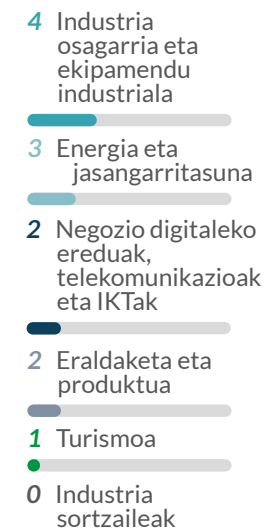 4 Industria
osagarria eta
ekipamendu
industriala
3 Energia eta
jasangarritasuna
2 Negozio digitaleko
ereduak,
telekomunikazioak
eta IKTak
2 Eraldaketa eta
produktua
1 Turismoa
0 Industria
sortzaileak